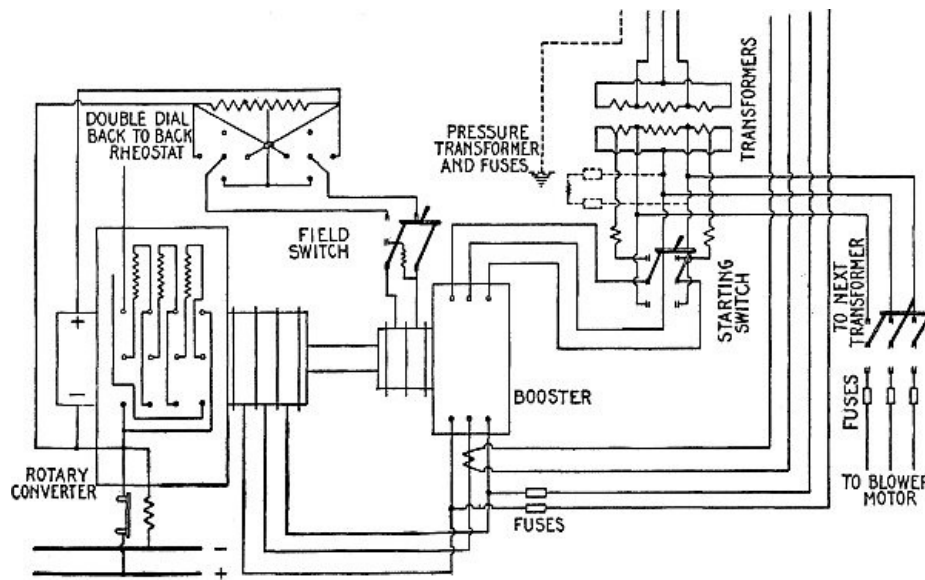 DOUBLE DIAL
BACK TO BACK
RHEOSTAT
PRESSURE
TRANSFORMER
AND FUSES
TRANSFORMERS
FIELD
SWITCH
STARTING
SWITCH
TO NEXT
TRANSFORMER
+
-
BOOSTER
FUSES
ROTARY
CONVERTER
TO BLOWER
MOTOR
FUSES
-
+